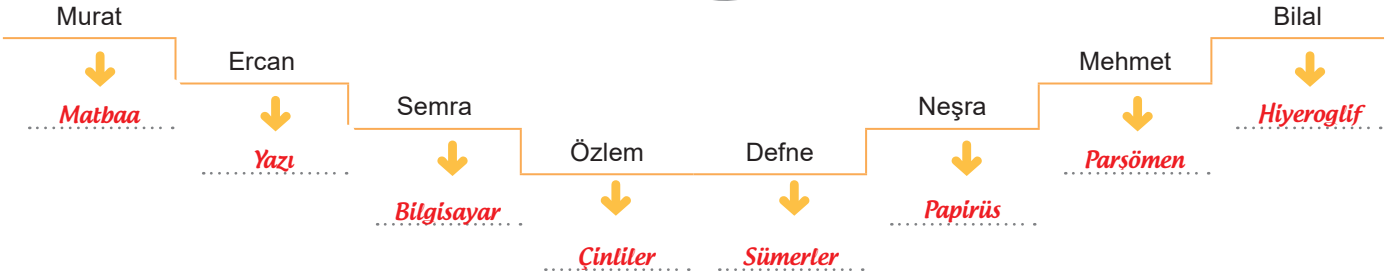 Murat
Matbaa
Ercan
Yazı
Semra
Bilgisayar
Özlem
Çinliler
Defne
Sümerler
Neşra
Papirüs
Mehmet
Parşömen
Bilal
Hiyeroglif